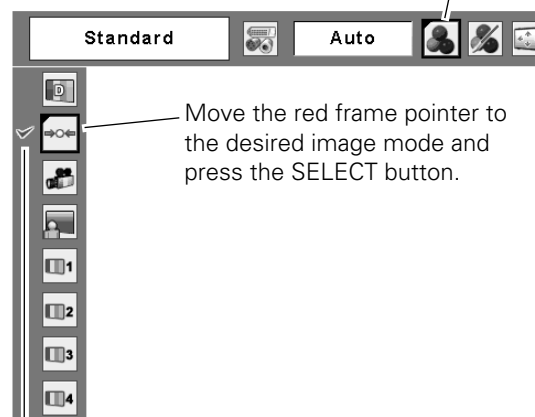 Standard
Auto
D
Move the red frame pointer to
the desired image mode and
press the SELECT button.
1
2
3
4